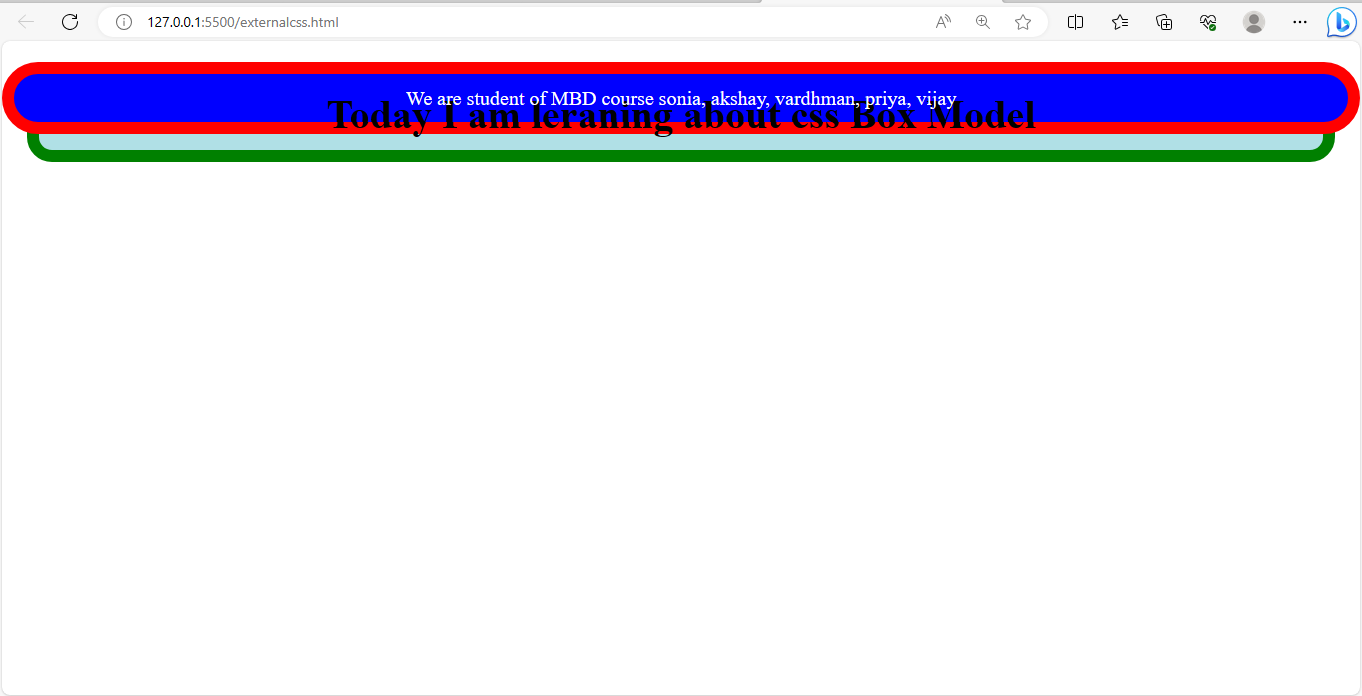 127.0.0.1:5500/externalcss.html
We are student of MBD course sonia, akshay, vardhman, priya, vijay
Today I am leraning about css Box Model